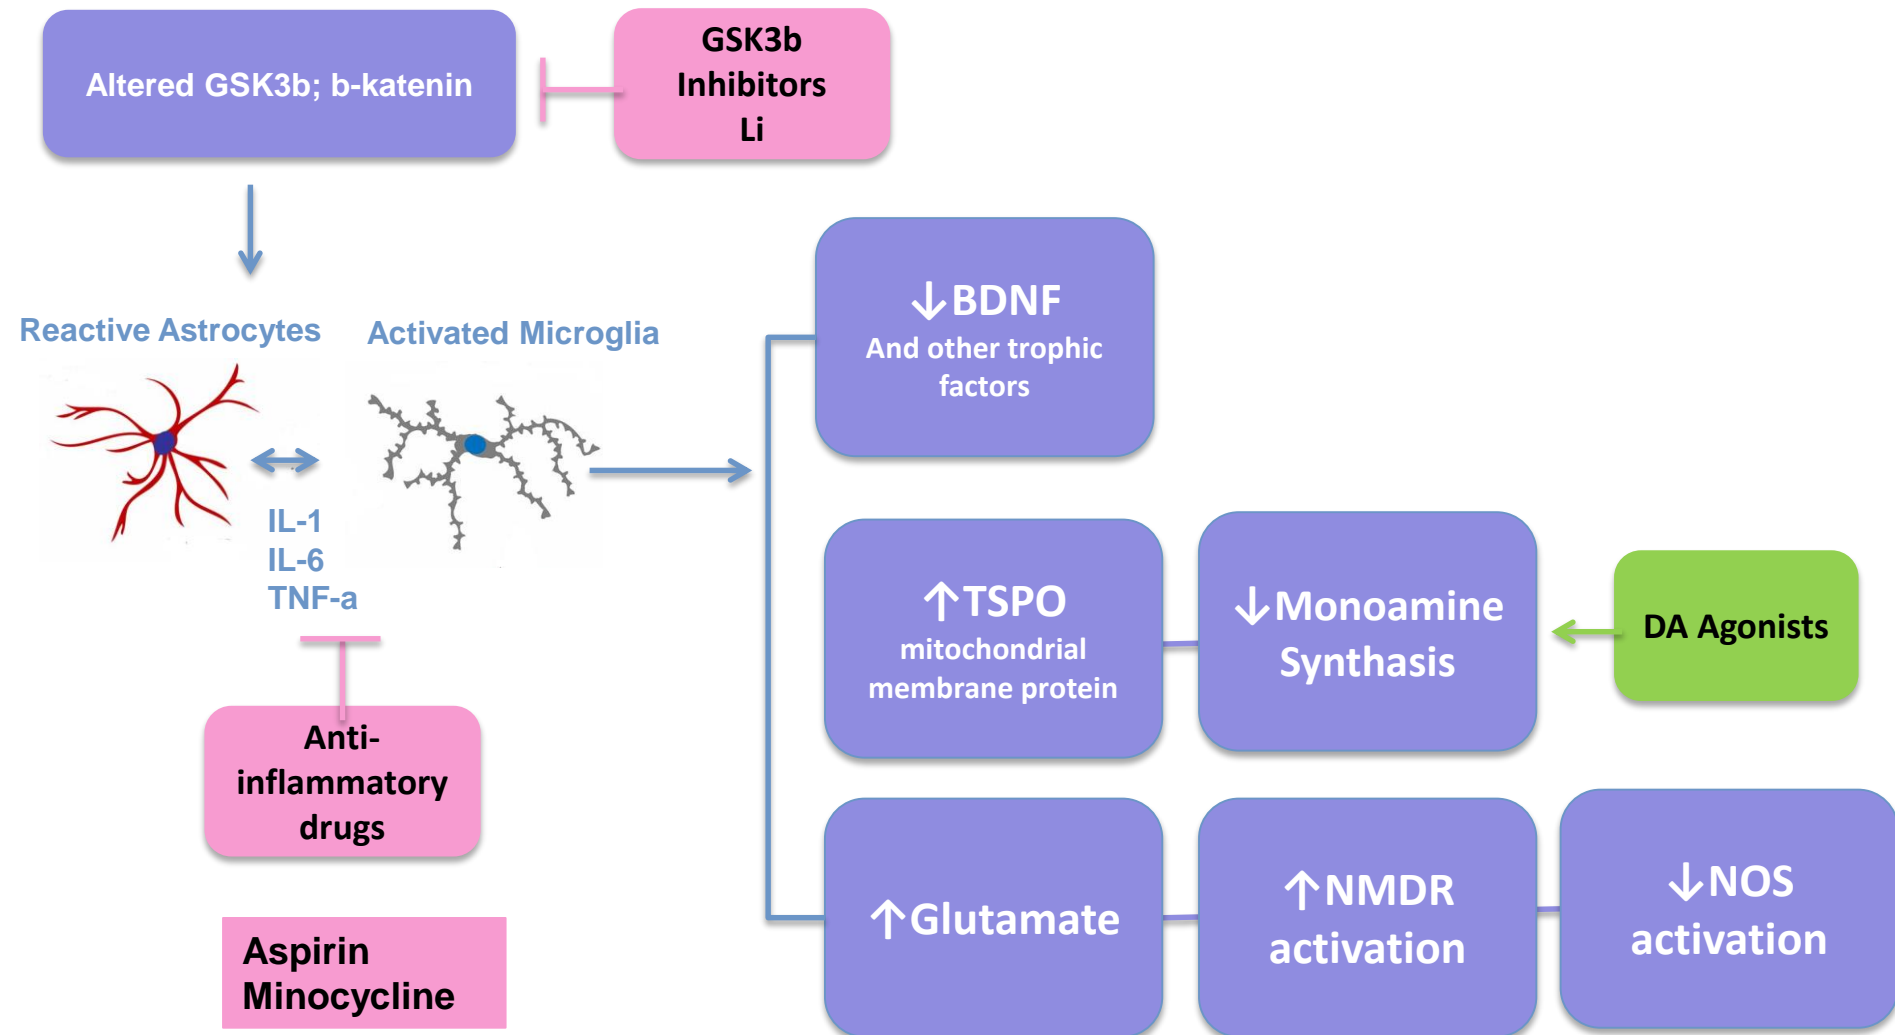 Altered GSK3b; b-katenin
GSK3b
Inhibitors
Li
Reactive Astrocytes
Activated Microglia
IL-1
IL-6
TNF-a
Anti-
inflammatory
drugs
Aspirin
Minocycline
↓BDNF
And other trophic
factors
↑TSPO
mitochondrial
membrane protein
↓Monoamine
Synthasis
DA Agonists
↑Glutamate
↑NMDR
activation
↓NOS
activation